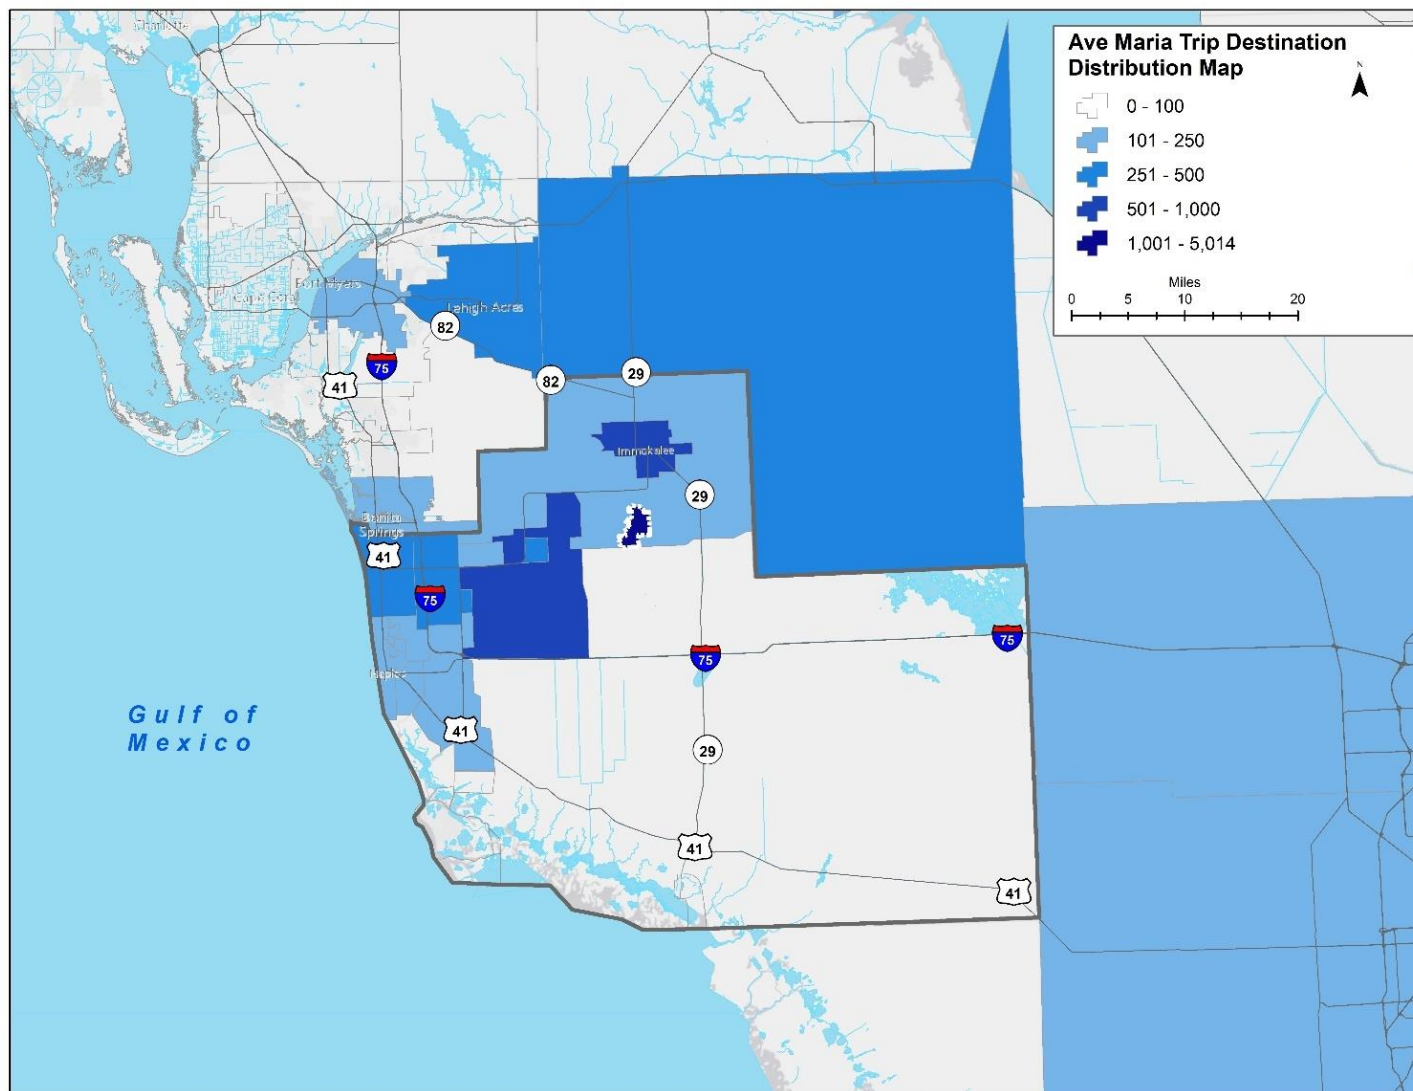 Charlotte
Ave Maria Trip Destination
Distribution Map
N
0 - 100
101 - 250
251 - 500
501 - 1,000
1,001 - 5,014
Miles
0 5 10 20
Fort Myers
Cape Coral
Lehigh Acres
82
75
41
82
29
Immokalee
29
Bonita
Springs
41
75
75
75
Naples
Gulf of
Mexico
41
29
41
41